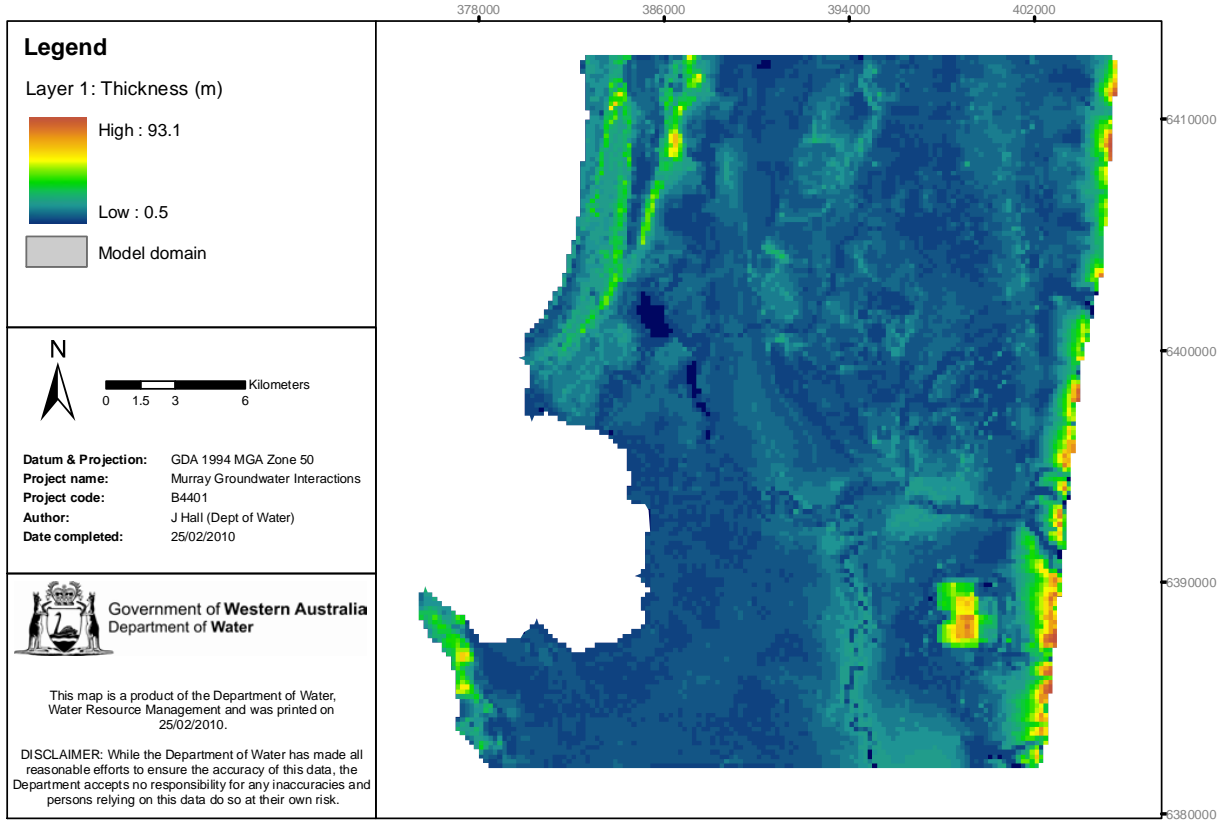 378000
386000
394000
402000
Legend
Layer 1: Thickness (m)
High : 93.1
Low : 0.5
Model domain
6410000
6400000
6390000
6380000
N
Kilometers
0 1.5 3 6
Datum & Projection: GDA 1994 MGA Zone 50
Project name: Murray Groundwater Interactions
Project code: B4401
Author: J Hall (Dept of Water)
Date completed: 25/02/2010
Government of Western Australia
Department of Water
This map is a product of the Department of Water,
Water Resource Management and was printed on
25/02/2010.
DISCLAIMER: While the Department of Water has made all
reasonable efforts to ensure the accuracy of this data, the
Department accepts no responsibility for any inaccuracies and
persons relying on this data do so at their own risk.